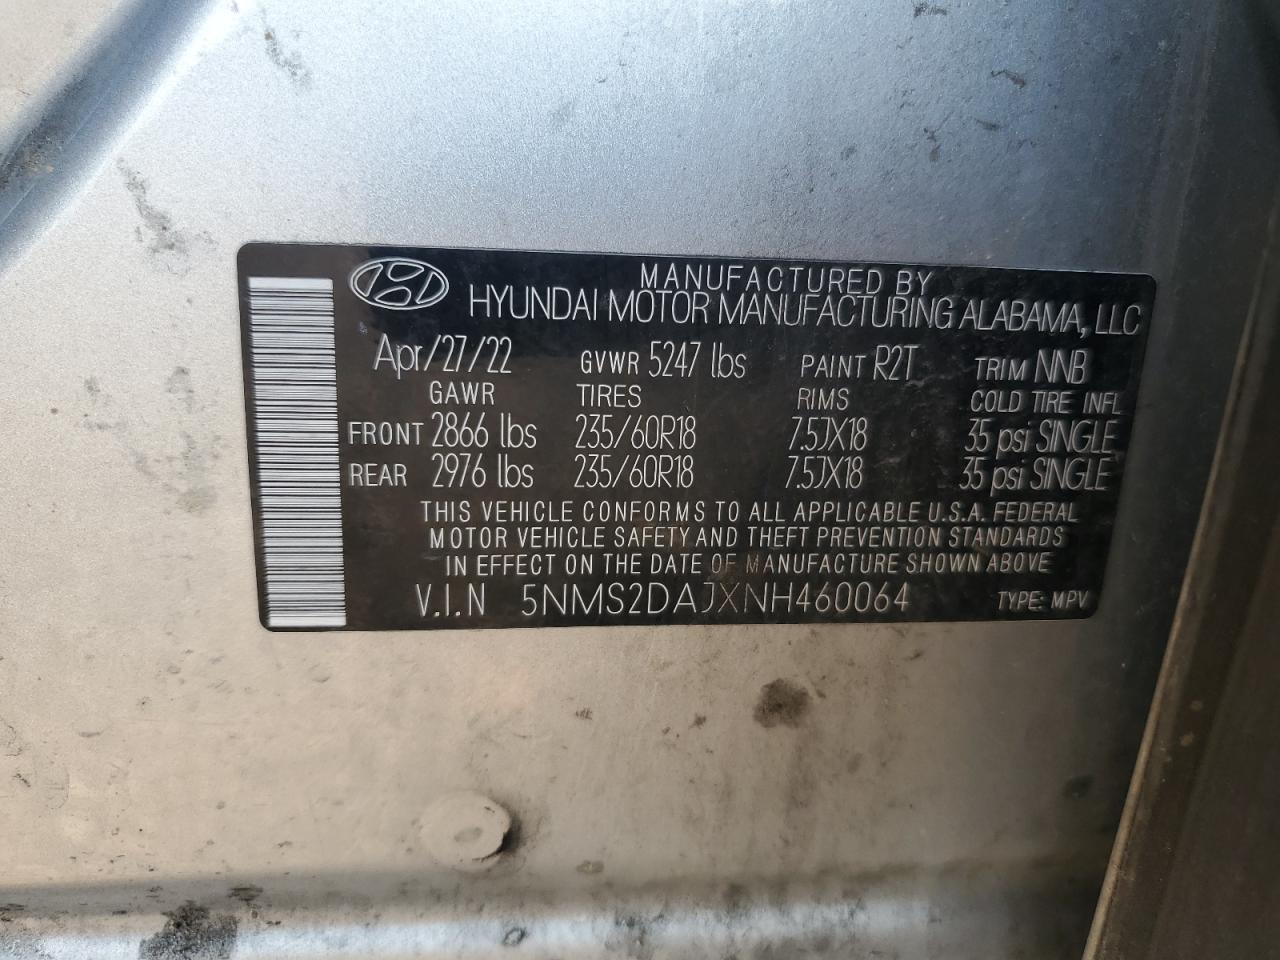 MANUFACTURED BY
HYUNDAI MOTOR MANUFACTURING ALABAMA, LLC
Apr/27/22 GVWR 5247 lbs PAINT R2T TRIM NNB
GAWR TIRES RIMS COLD TIRE INFL
FRONT 2866 lbs 235/60R18 7.5JX18 35 psi SINGLE
REAR 2976 lbs 235/60R18 7.5JX18 35 psi SINGLE
THIS VEHICLE CONFORMS TO ALL APPLICABLE U.S.A. FEDERAL
MOTOR VEHICLE SAFETY AND THEFT PREVENTION STANDARDS
IN EFFECT ON THE DATE OF MANUFACTURE SHOWN ABOVE
V.I.N 5NMS2DAJXNH460064 TYPE: MPV